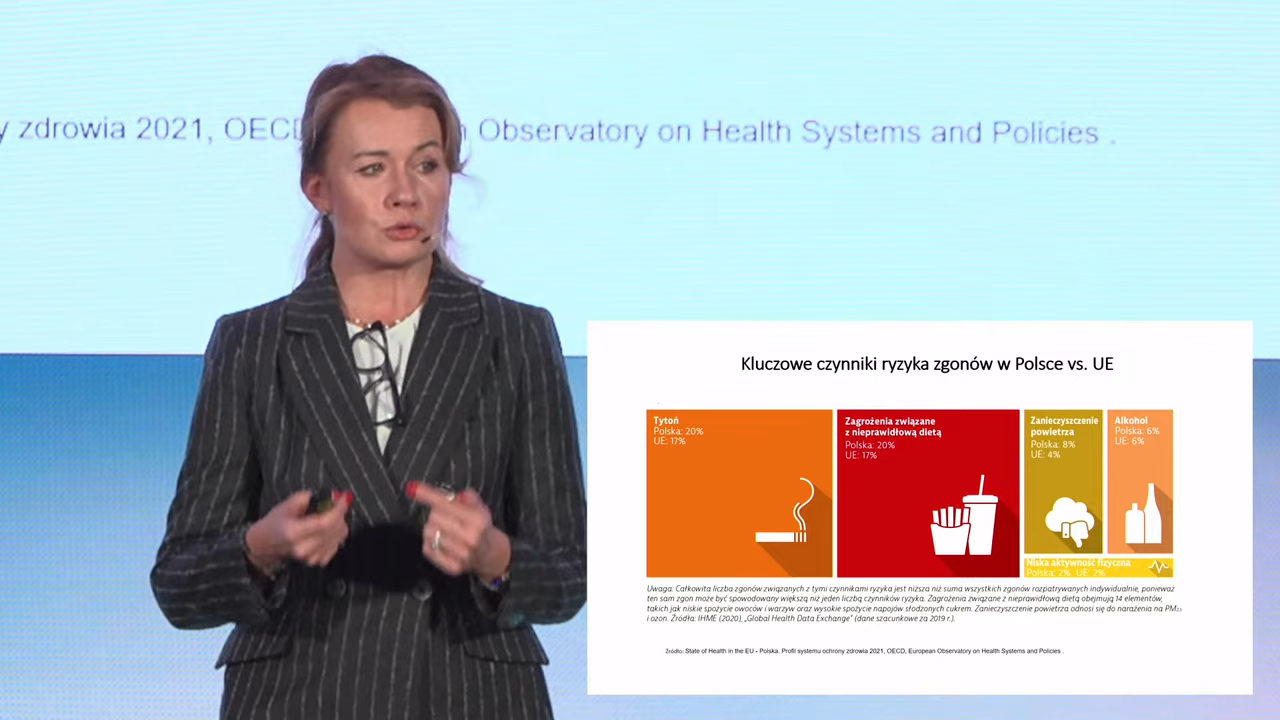 y zdrowia 2021, OECD Observatory on Health Systems and Policies .
Kluczowe czynniki ryzyka zgonów w Polsce vs. UE
Tytoń
Polska: 20%
UE: 17%
Zagrożenia związane
z nieprawidłową dietą
Polska: 20%
UE: 17%
Zanieczyszczenie
powietrza
Polska: 8%
UE: 4%
Alkohol
Polska: 6%
UE: 6%
Niska aktywność fizyczna
Polska: 2% UE: 2%
Uwaga: Całkowita liczba zgonów związanych z tymi czynnikami ryzyka jest niższa niż suma wszystkich zgonów rozpatrywanych indywidualnie, ponieważ
ten sam zgon może być spowodowany większą niż jeden liczbą czynników ryzyka. Zagrożenia związane z nieprawidłową dietą obejmują 14 elementów,
takich jak niskie spożycie owoców i warzyw oraz wysokie spożycie napojów słodzonych cukrem. Zanieczyszczenie powietrza odnosi się do narażenia na PM2.5
i ozon. Źródła: IHME (2020), „Global Health Data Exchange” (dane szacunkowe za 2019 r.).
Źródło: State of Health in the EU - Polska. Profil systemu ochrony zdrowia 2021, OECD, European Observatory on Health Systems and Policies .